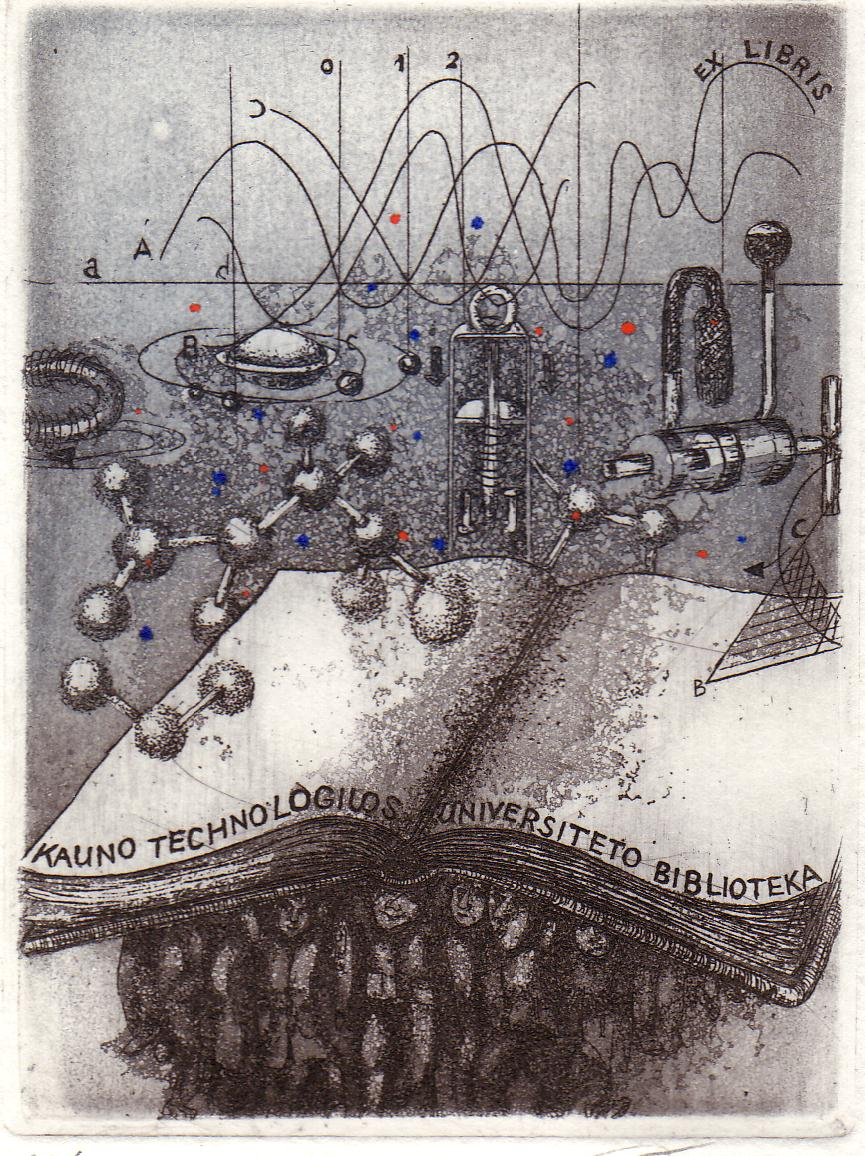 0 1 2
EX LIBRIS
C
A
a
d
B C
C
B
KAUNO TECHNOLOGIJOS UNIVERSITETO BIBLIOTEKA